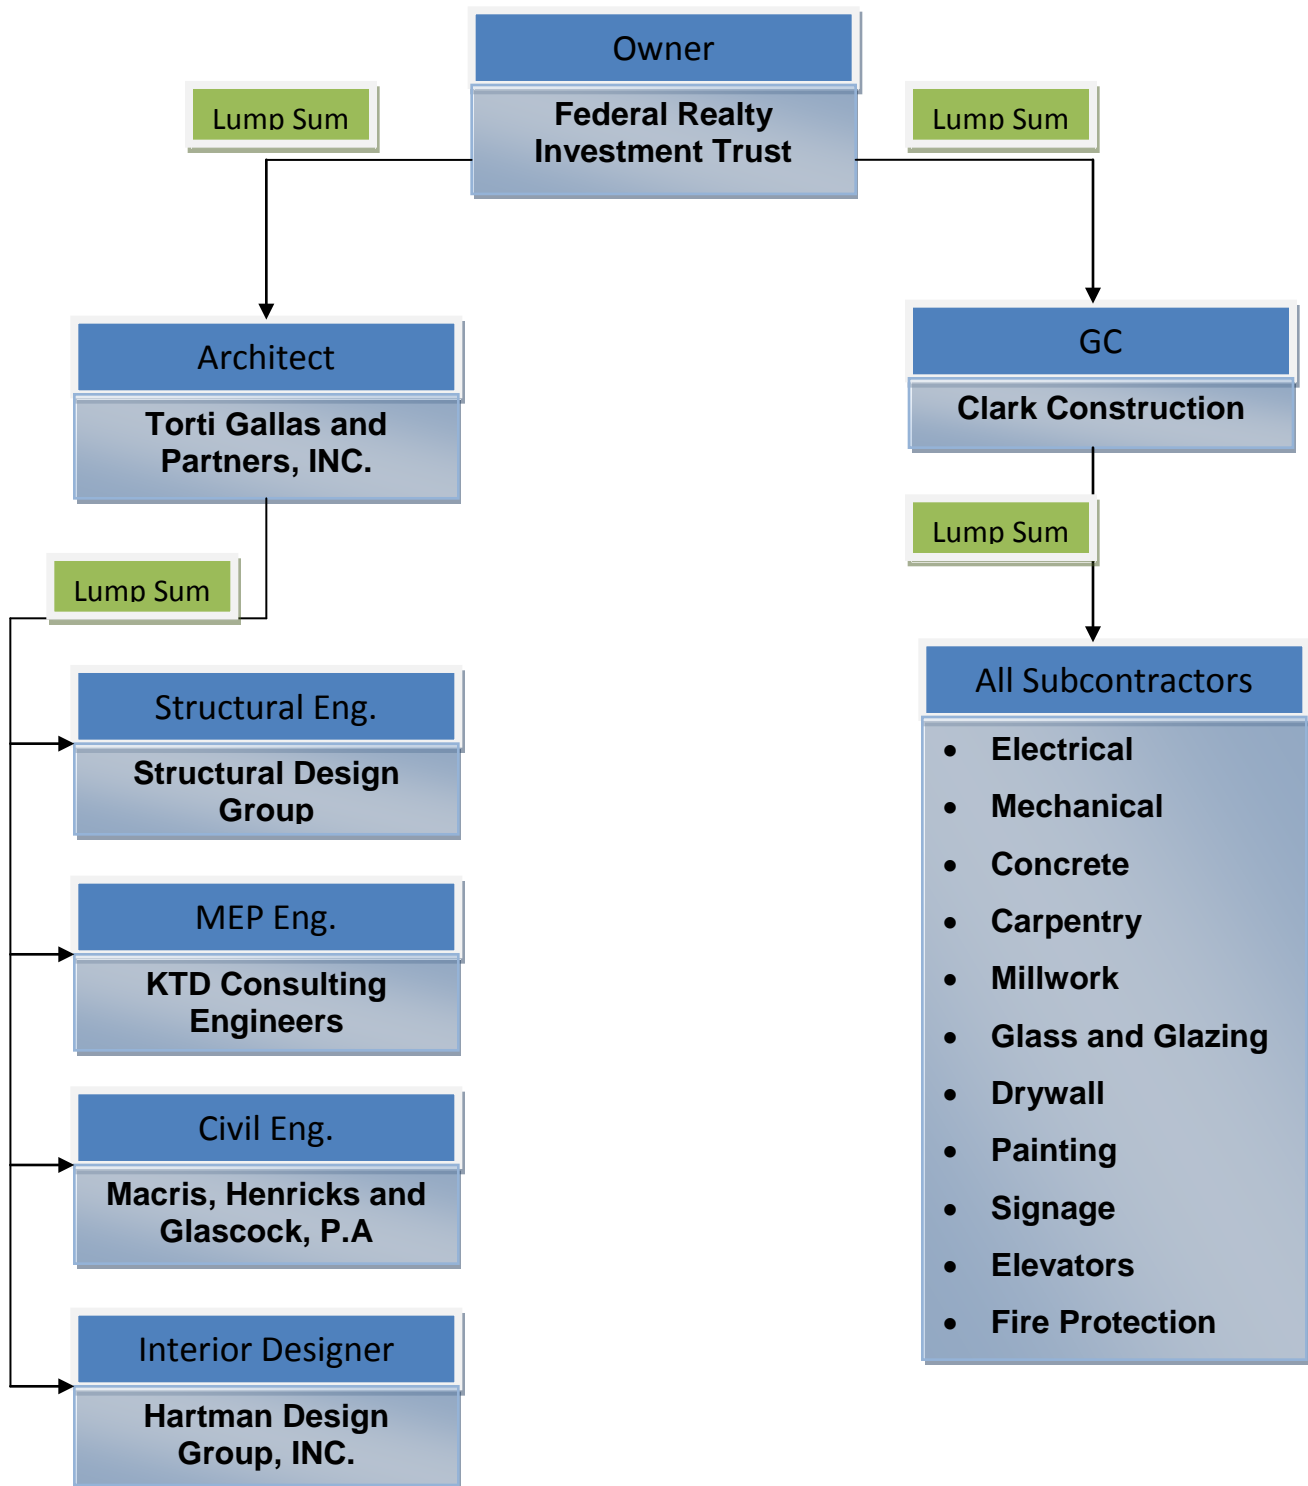 Owner
Federal Realty
Investment Trust
Lump Sum
Lump Sum
Architect
Torti Gallas and
Partners, INC.
GC
Clark Construction
Lump Sum
Lump Sum
Structural Eng.
Structural Design
Group
MEP Eng.
KTD Consulting
Engineers
Civil Eng.
Macris, Henricks and
Glascock, P.A
Interior Designer
Hartman Design
Group, INC.
All Subcontractors
• Electrical
• Mechanical
• Concrete
• Carpentry
• Millwork
• Glass and Glazing
• Drywall
• Painting
• Signage
• Elevators
• Fire Protection